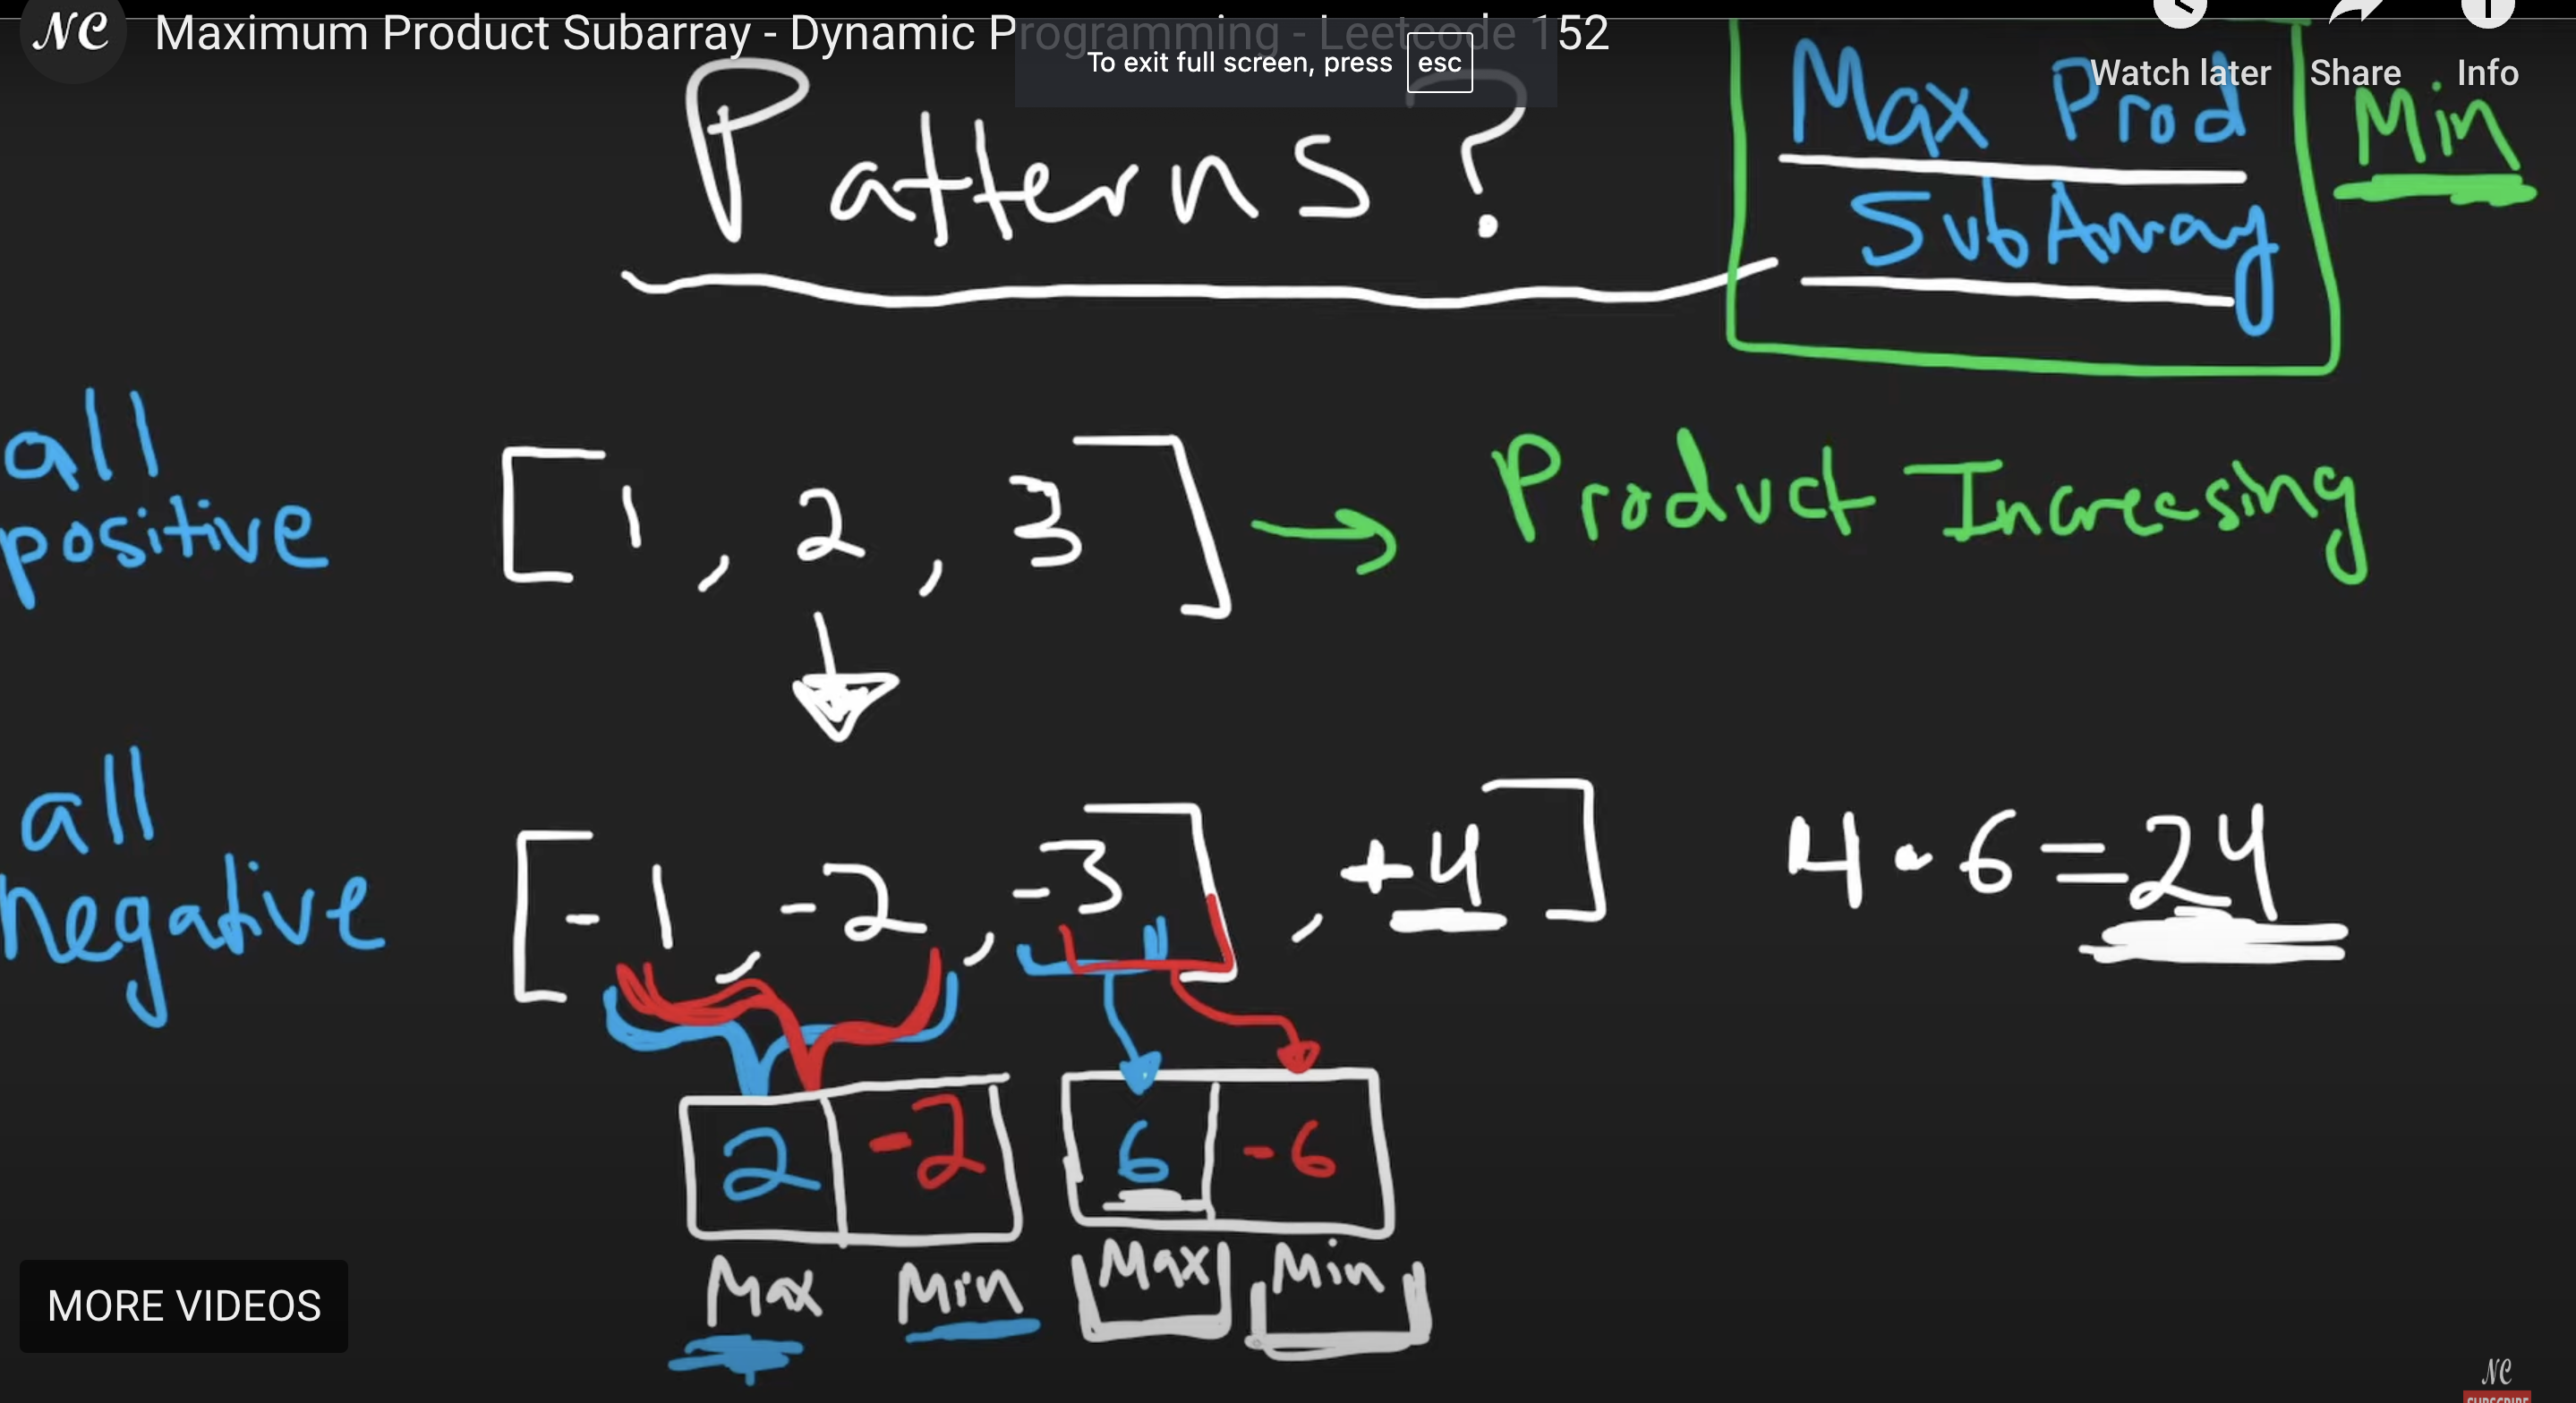 NC Maximum Product Subarray - Dynamic Programming - Leetcode 152
To exit full screen, press esc
Watch later Share Info
Patterns?
Max Prod
SubArray
Min
all
positive
[1, 2, 3] → Product Increasing
all
negative
[-1, -2, -3], +4] 4·6=24
2 -2 6 -6
Max Min Max Min
MORE VIDEOS
NC
SUBSCRIBE